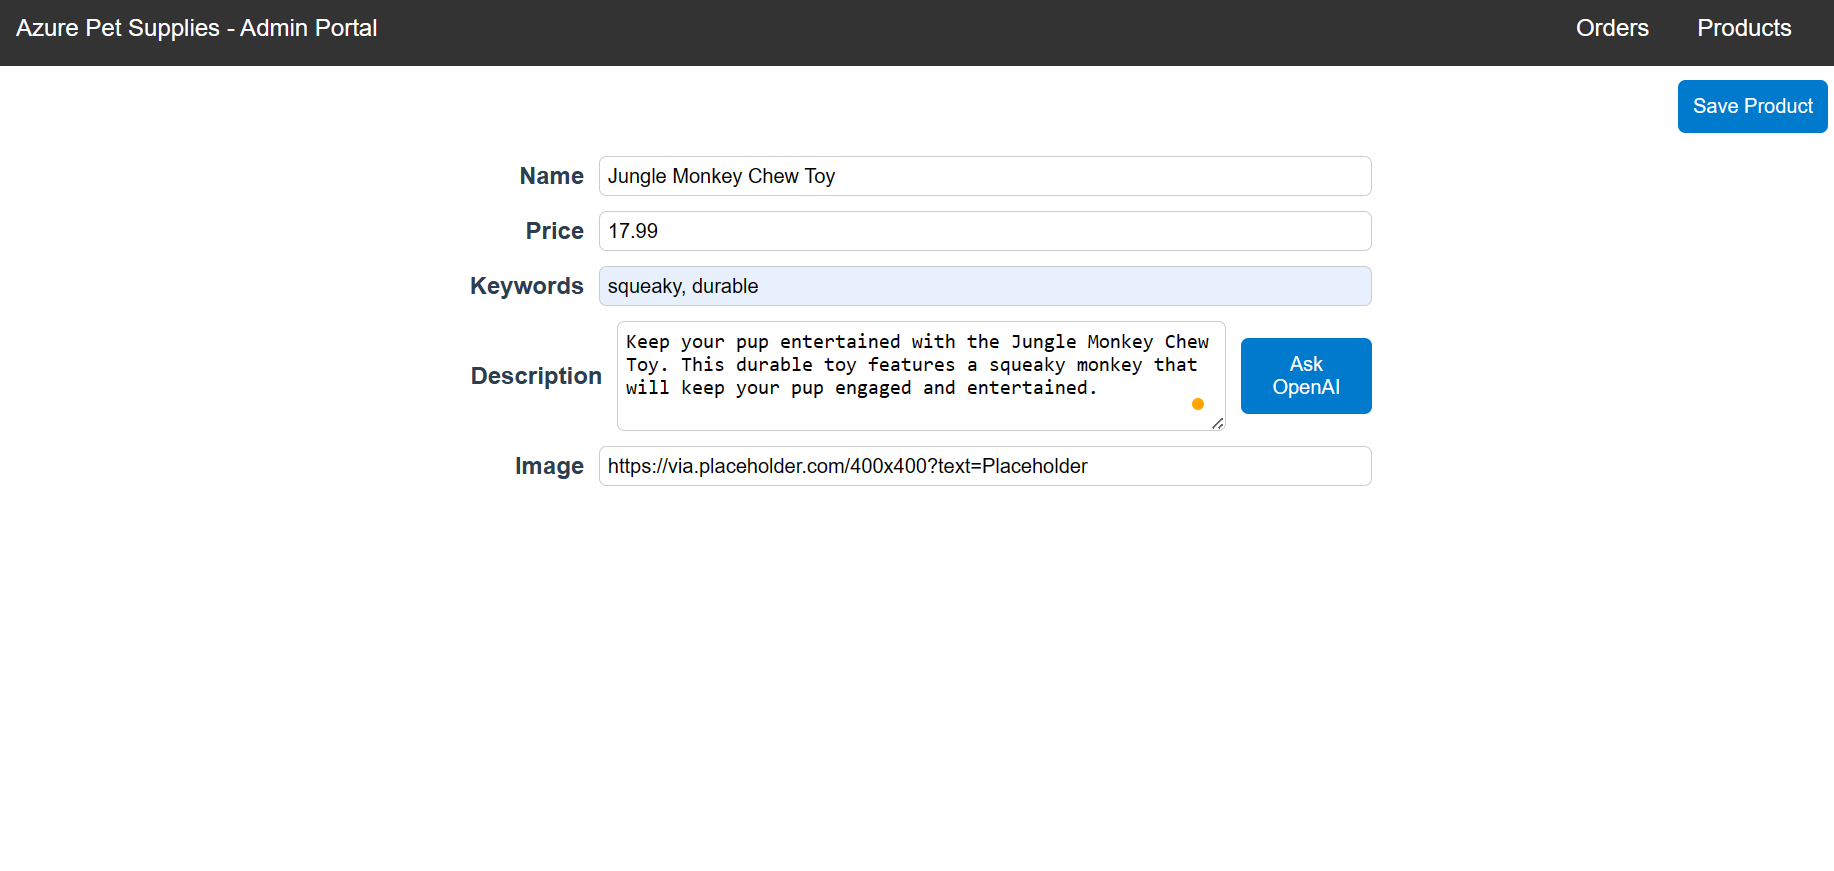 Azure Pet Supplies - Admin Portal
Orders
Products
Save Product
Name
Jungle Monkey Chew Toy
Price
17.99
Keywords
squeaky, durable
Description
Keep your pup entertained with the Jungle Monkey Chew
Toy. This durable toy features a squeaky monkey that
will keep your pup engaged and entertained.
Ask
OpenAI
Image
https://via.placeholder.com/400x400?text=Placeholder